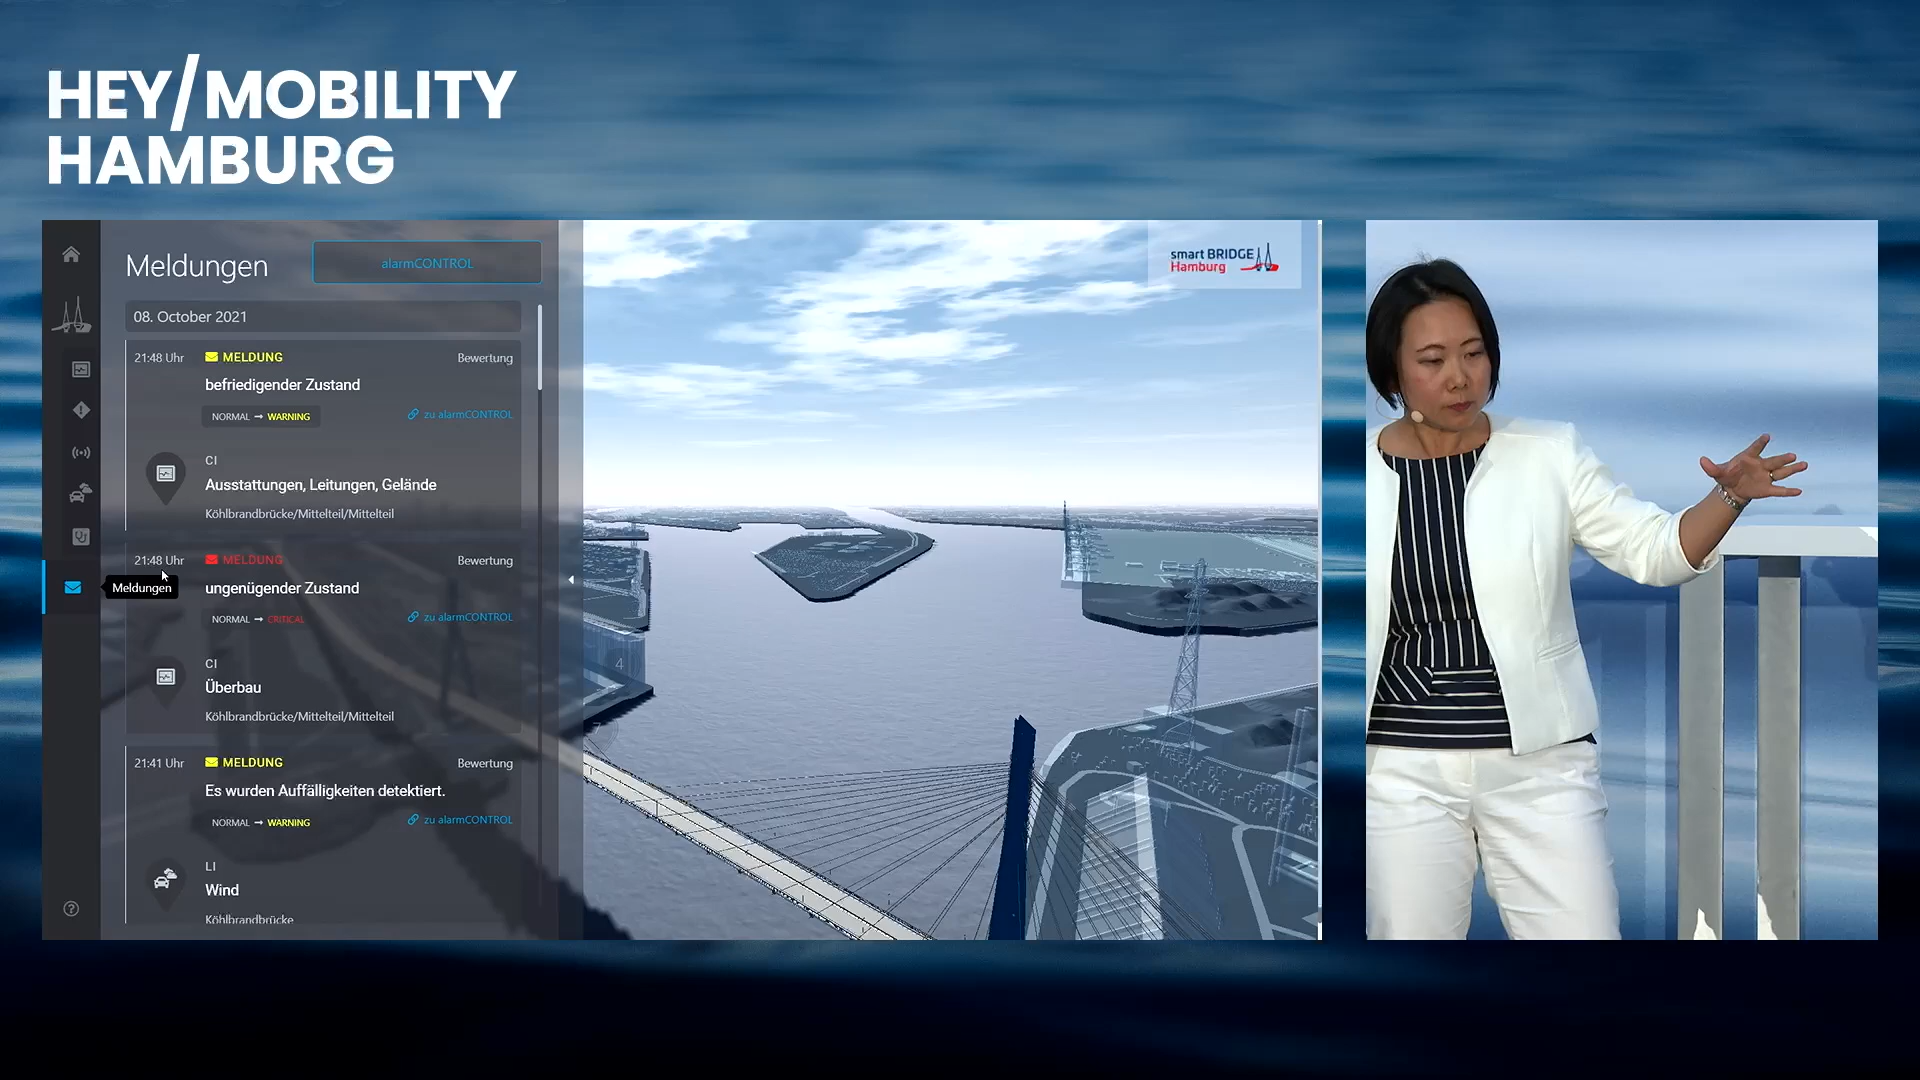 HEY/MOBILITY
HAMBURG
Meldungen
alarmCONTROL
08. October 2021
21:48 Uhr
MELDUNG
Bewertung
befriedigender Zustand
NORMAL → WARNING
zu alarmCONTROL
CI
Ausstattungen, Leitungen, Gelände
Köhlbrandbrücke/Mittelteil/Mittelteil
21:48 Uhr
MELDUNG
Bewertung
Meldungen
ungenügender Zustand
NORMAL → CRITICAL
zu alarmCONTROL
CI
Überbau
Köhlbrandbrücke/Mittelteil/Mittelteil
21:41 Uhr
MELDUNG
Bewertung
Es wurden Auffälligkeiten detektiert.
NORMAL → WARNING
zu alarmCONTROL
LI
Wind
Köhlbrandbrücke
smart BRIDGE
Hamburg
4